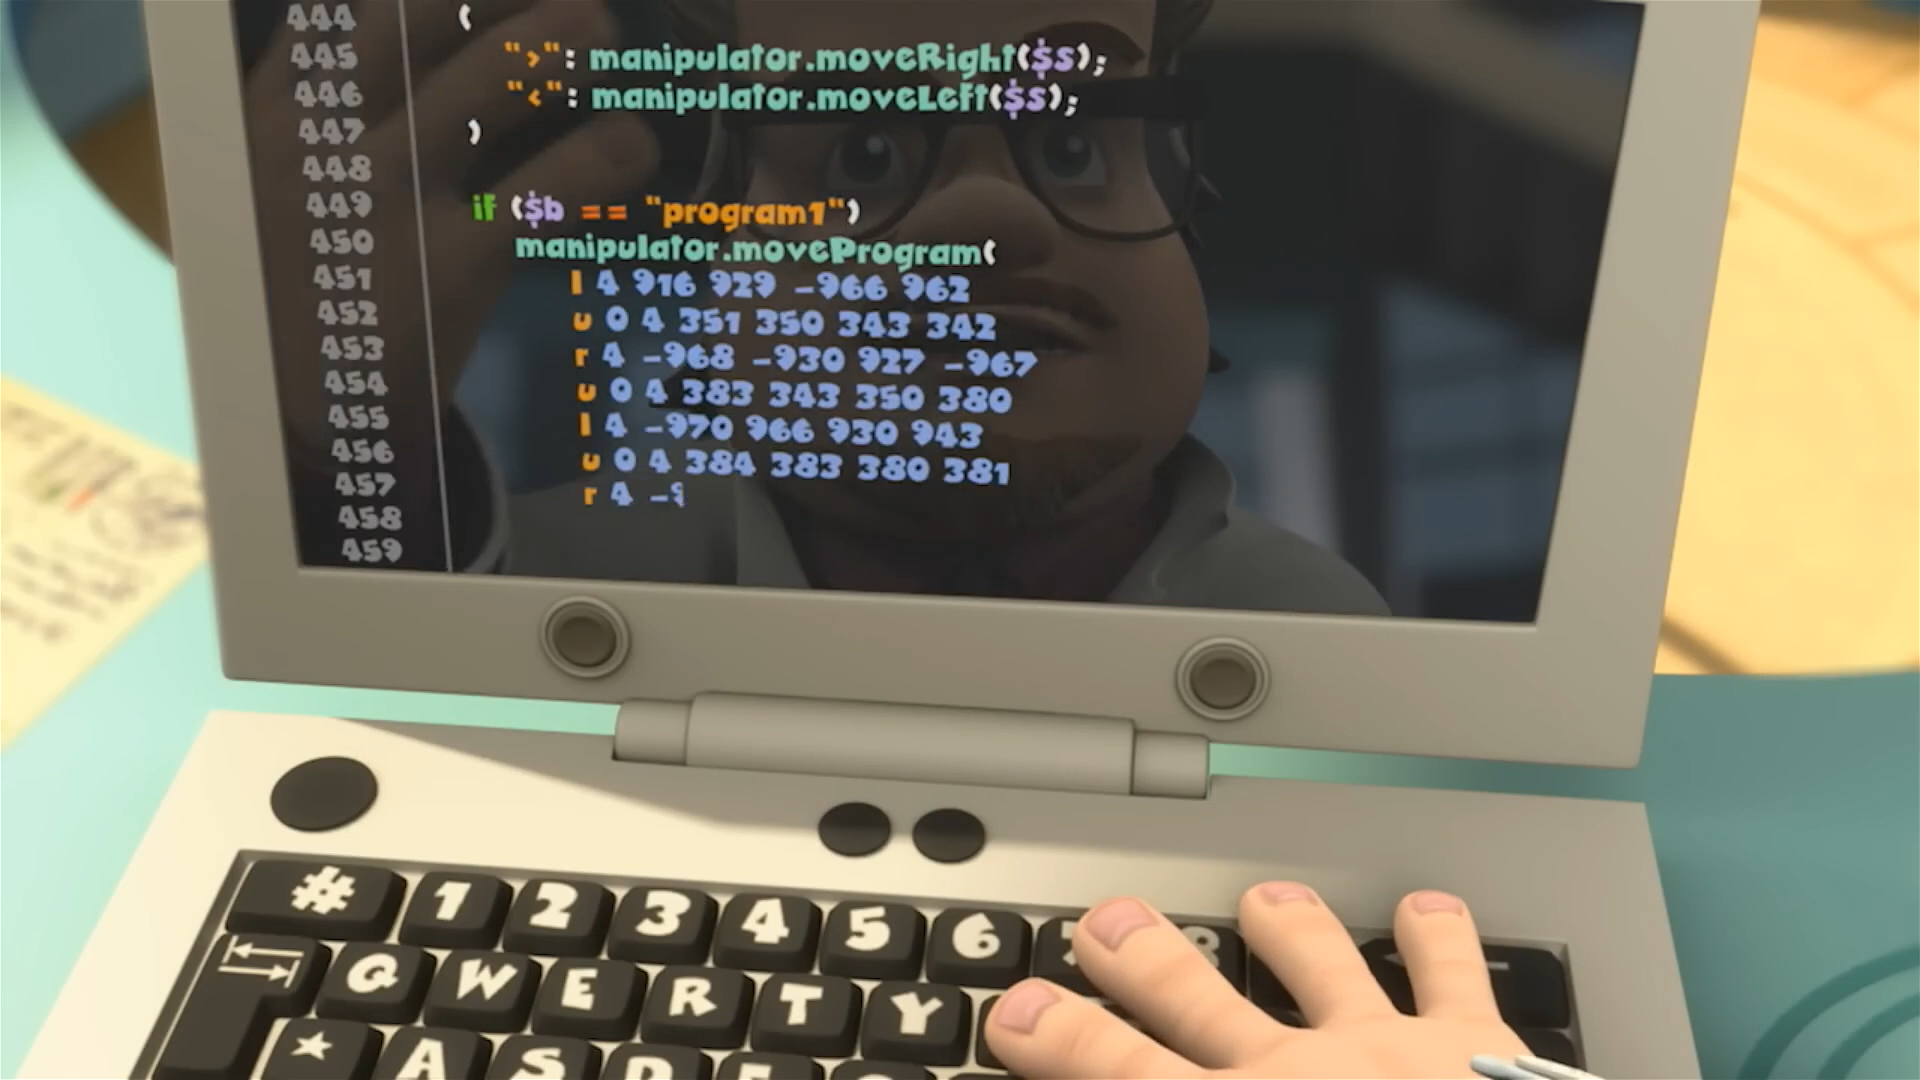 444 (
445 ">": manipulator.moveRight($s);
446 "<": manipulator.moveLeft($s);
447 )
448
449 if ($b == "program1")
450 manipulator.moveProgram(
451 l 4 916 929 -966 962
452 u 0 4 351 350 343 342
453 r 4 -968 -930 927 -967
454 u 0 4 383 343 350 380
455 l 4 -970 966 930 943
456 u 0 4 384 383 380 381
457 r 4 -
458
459
# 1 2 3 4 5 6 8
Q W E R T Y
A S D